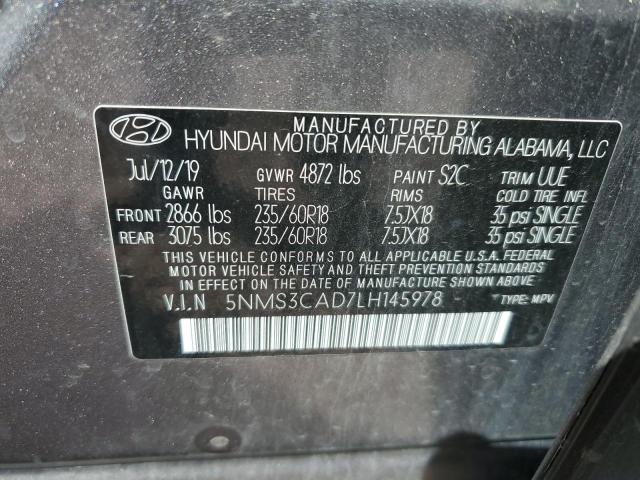 MANUFACTURED BY
HYUNDAI MOTOR MANUFACTURING ALABAMA, LLC
Jul/12/19 GVWR 4872 lbs PAINT S2C TRIM UUE
GAWR TIRES RIMS COLD TIRE INFL
FRONT 2866 lbs 235/60R18 7.5JX18 35 psi SINGLE
REAR 3075 lbs 235/60R18 7.5JX18 35 psi SINGLE
THIS VEHICLE CONFORMS TO ALL APPLICABLE U.S.A. FEDERAL
MOTOR VEHICLE SAFETY AND THEFT PREVENTION STANDARDS
IN EFFECT ON THE DATE OF MANUFACTURE SHOWN ABOVE
V.I.N 5NMS3CAD7LH145978 TYPE: MPV